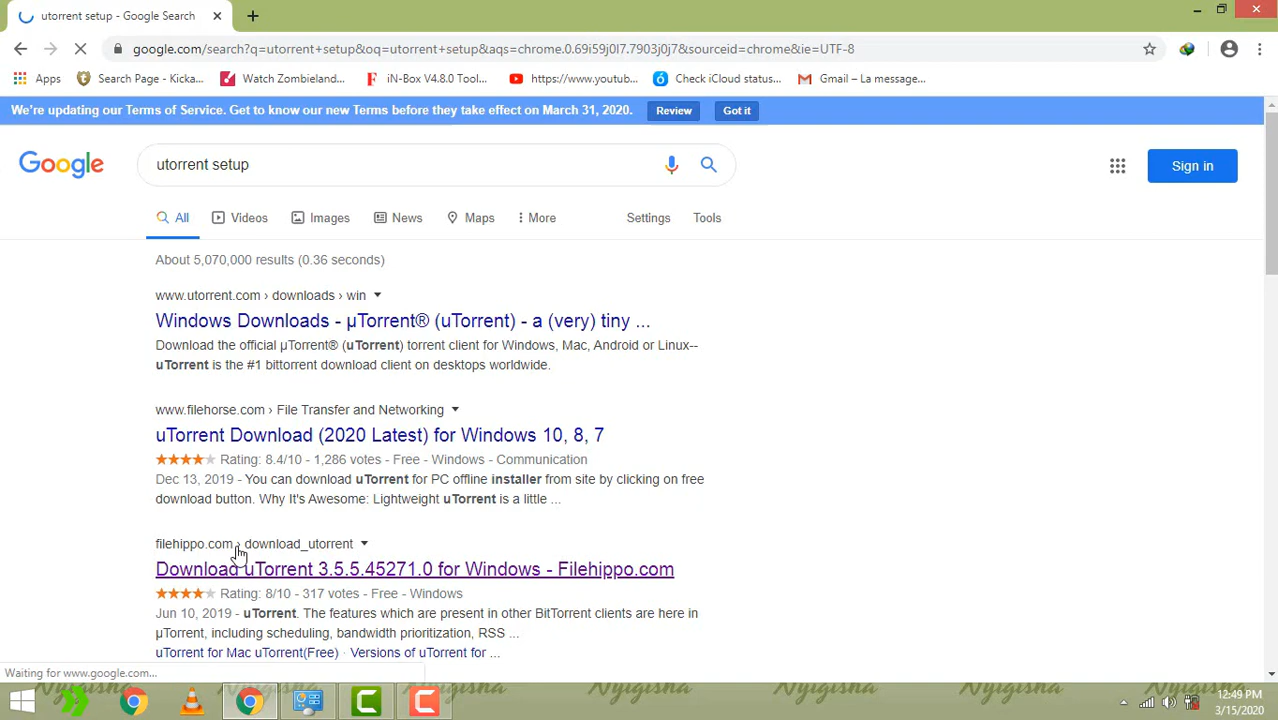 utorrent setup - Google Search
google.com/search?q=utorrent+setup&oq=utorrent+setup&aqs=chrome.0.69i59j0l7.7903j0j7&sourceid=chrome&ie=UTF-8
Apps Search Page - Kicka... Watch Zombieland... iN-Box V4.8.0 Tool... https://www.youtub... Check iCloud status... Gmail – La message...
We're updating our Terms of Service. Get to know our new Terms before they take effect on March 31, 2020. Review Got it
Google utorrent setup Sign in
All Videos Images News Maps More Settings Tools
About 5,070,000 results (0.36 seconds)
www.utorrent.com › downloads › win
Windows Downloads - µTorrent® (uTorrent) - a (very) tiny ...
Download the official µTorrent® (uTorrent) torrent client for Windows, Mac, Android or Linux--
uTorrent is the #1 bittorrent download client on desktops worldwide.
www.filehorse.com › File Transfer and Networking
uTorrent Download (2020 Latest) for Windows 10, 8, 7
Rating: 8.4/10 - 1,286 votes - Free - Windows - Communication
Dec 13, 2019 - You can download uTorrent for PC offline installer from site by clicking on free
download button. Why It's Awesome: Lightweight uTorrent is a little ...
filehippo.com › download_utorrent
Download uTorrent 3.5.5.45271.0 for Windows - Filehippo.com
Rating: 8/10 - 317 votes - Free - Windows
Jun 10, 2019 - uTorrent. The features which are present in other BitTorrent clients are here in
µTorrent, including scheduling, bandwidth prioritization, RSS ...
uTorrent for Mac uTorrent(Free) · Versions of uTorrent for ...
Waiting for www.google.com...
Nyigisha Nyigisha Nyigisha Nyigisha Nyigisha
12:49 PM
3/15/2020